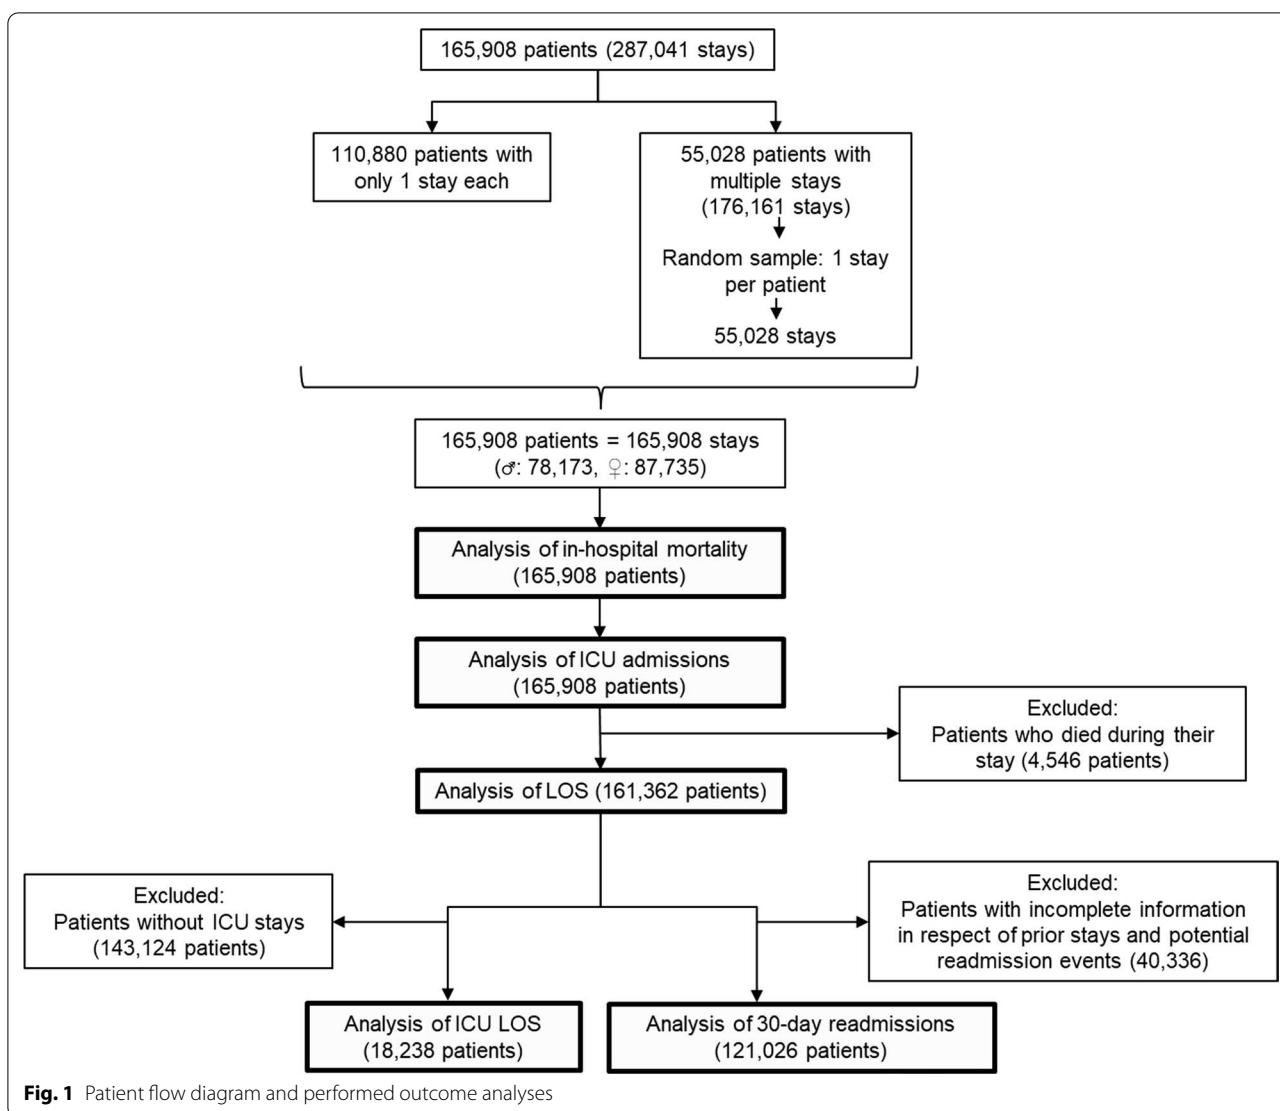 165,908 patients (287,041 stays)
110,880 patients with
only 1 stay each
55,028 patients with
multiple stays
(176,161 stays)
Random sample: 1 stay
per patient
55,028 stays
165,908 patients = 165,908 stays
(♂: 78,173, ♀: 87,735)
Analysis of in-hospital mortality
(165,908 patients)
Analysis of ICU admissions
(165,908 patients)
Excluded:
Patients who died during their
stay (4,546 patients)
Analysis of LOS (161,362 patients)
Excluded:
Patients without ICU stays
(143,124 patients)
Excluded:
Patients with incomplete information
in respect of prior stays and potential
readmission events (40,336)
Analysis of ICU LOS
(18,238 patients)
Analysis of 30-day readmissions
(121,026 patients)
Fig. 1 Patient flow diagram and performed outcome analyses